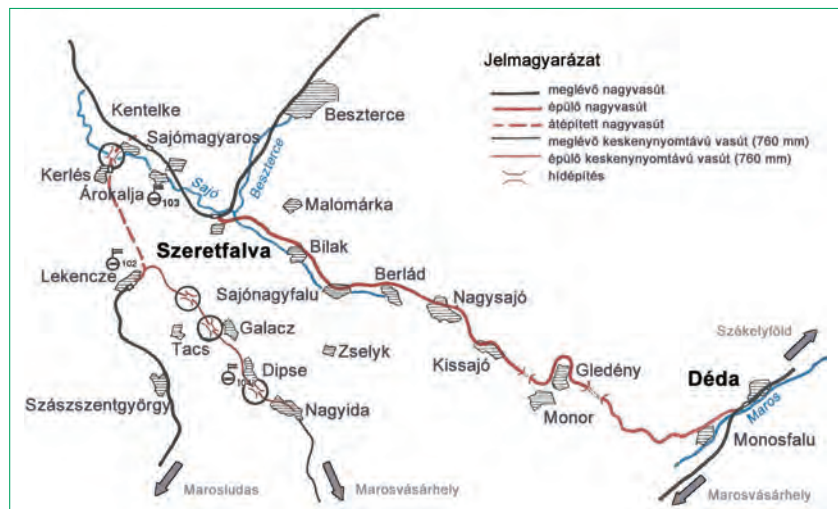 Jelmagyarázat
meglévő nagyvasút
épülő nagyvasút
átépített nagyvasút
meglévő keskenynyomtávú vasút (760 mm)
épülő keskenynyomtávú vasút (760 mm)
hídépítés
Kentelke
Beszterce
Sajómagyaros
Kerlés
Árokalja
103
Sajó
Beszterce
Malomárka
Szeretfalva
Bilak
102
Lekencze
Sajónagyfalu
Berlád
Nagysajó
Galacz
Tacs
Zselyk
Kissajó
Gledény
Székelyföld
Déda
Dipse
Szászszentgyörgy
Nagyida
Monor
Maros
Monosfalu
Marosludas
Marosvásárhely
Marosvásárhely